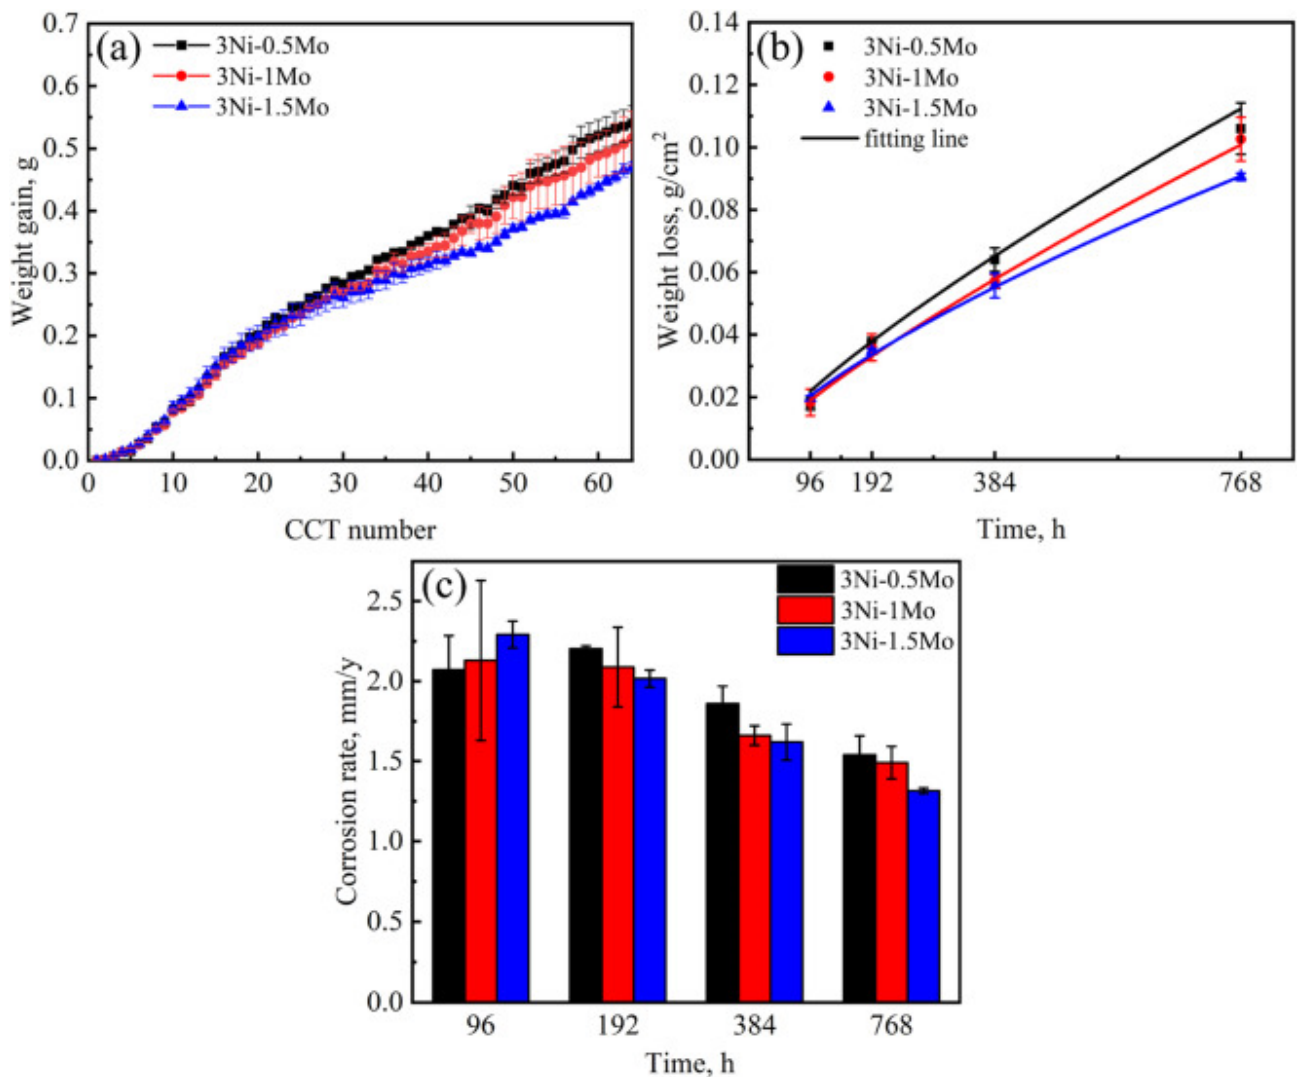 (a)
3Ni-0.5Mo
3Ni-1Mo
3Ni-1.5Mo
Weight gain, g
0.7
0.6
0.5
0.4
0.3
0.2
0.1
0.0
0 10 20 30 40 50 60
CCT number
(b)
3Ni-0.5Mo
3Ni-1Mo
3Ni-1.5Mo
fitting line
Weight loss, g/cm²
0.14
0.12
0.10
0.08
0.06
0.04
0.02
0.00
96 192 384 768
Time, h
(c)
3Ni-0.5Mo
3Ni-1Mo
3Ni-1.5Mo
Corrosion rate, mm/y
2.5
2.0
1.5
1.0
0.5
0.0
96 192 384 768
Time, h